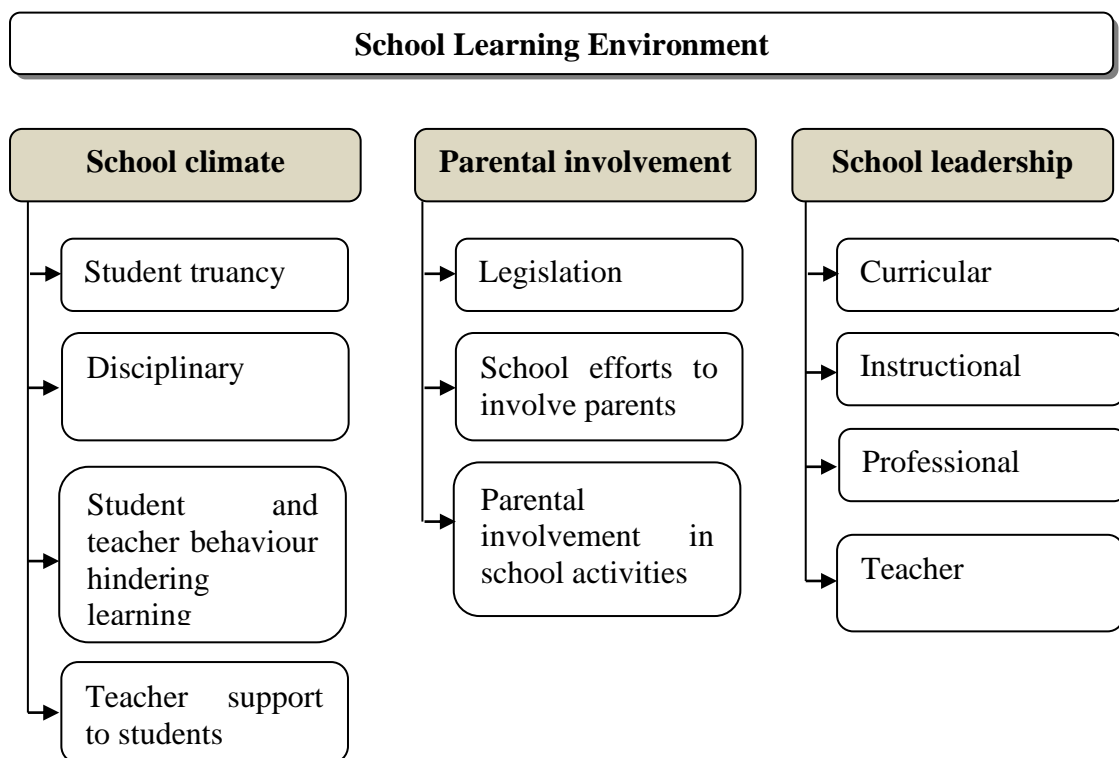 School Learning Environment
School climate
Student truancy
Disciplinary
Student and
teacher behaviour
hindering
learning
Teacher support
to students
Parental involvement
Legislation
School efforts to
involve parents
Parental
involvement in
school activities
School leadership
Curricular
Instructional
Professional
Teacher